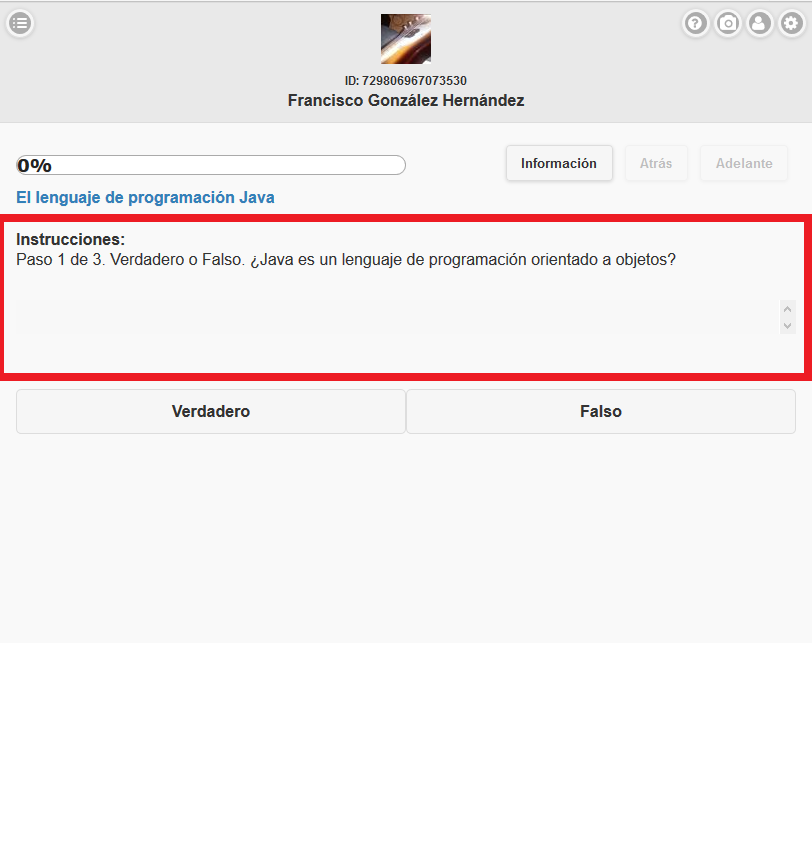 ID: 729806967073530
Francisco González Hernández
0%
Información
Atrás
Adelante
El lenguaje de programación Java
Instrucciones:
Paso 1 de 3. Verdadero o Falso. ¿Java es un lenguaje de programación orientado a objetos?
Verdadero
Falso